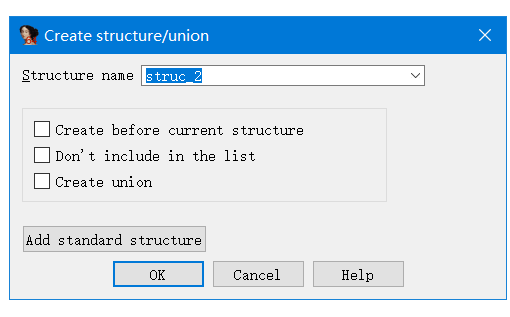 Create structure/union
Structure name struc_2
Create before current structure
Don't include in the list
Create union
Add standard structure
OK Cancel Help